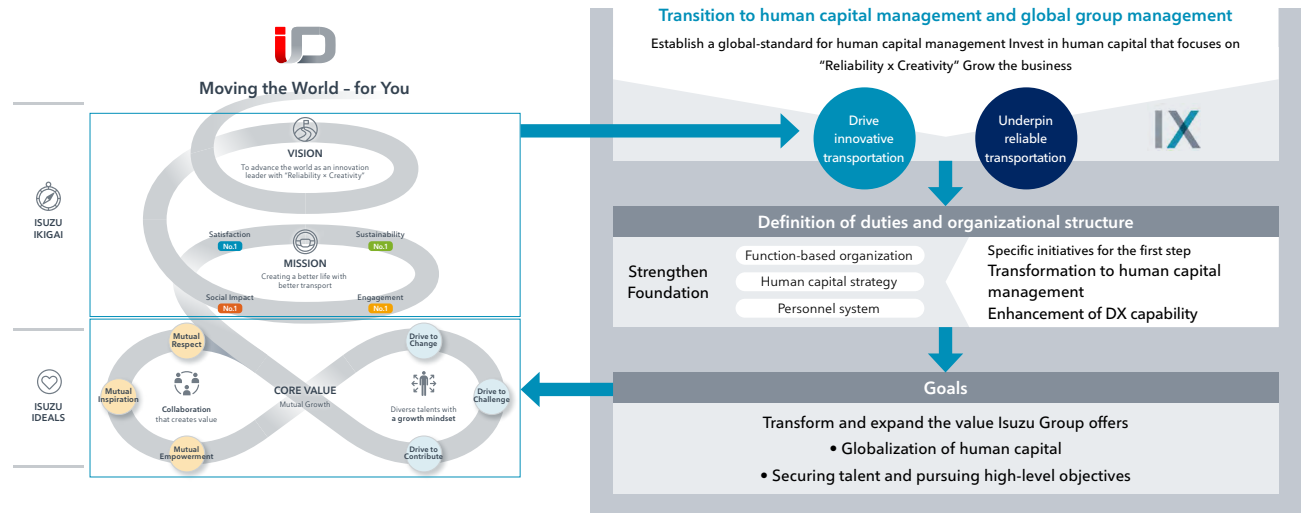 iD
Moving the World – for You
ISUZU
IKIGAI
VISION
To advance the world as an innovation
leader with “Reliability × Creativity”
Satisfaction
No.1
Sustainability
No.1
MISSION
Creating a better life with
better transport
Social Impact
No.1
Engagement
No.1
ISUZU
IDEALS
Mutual
Respect
Mutual
Inspiration
Mutual
Empowerment
Collaboration
that creates value
CORE VALUE
Mutual Growth
Drive to
Change
Drive to
Challenge
Drive to
Contribute
Diverse talents with
a growth mindset
Transition to human capital management and global group management
Establish a global-standard for human capital management Invest in human capital that focuses on
“Reliability x Creativity” Grow the business
Drive
innovative
transportation
Underpin
reliable
transportation
IX
Definition of duties and organizational structure
Strengthen
Foundation
Function-based organization
Human capital strategy
Personnel system
Specific initiatives for the first step
Transformation to human capital
management
Enhancement of DX capability
Goals
Transform and expand the value Isuzu Group offers
• Globalization of human capital
• Securing talent and pursuing high-level objectives